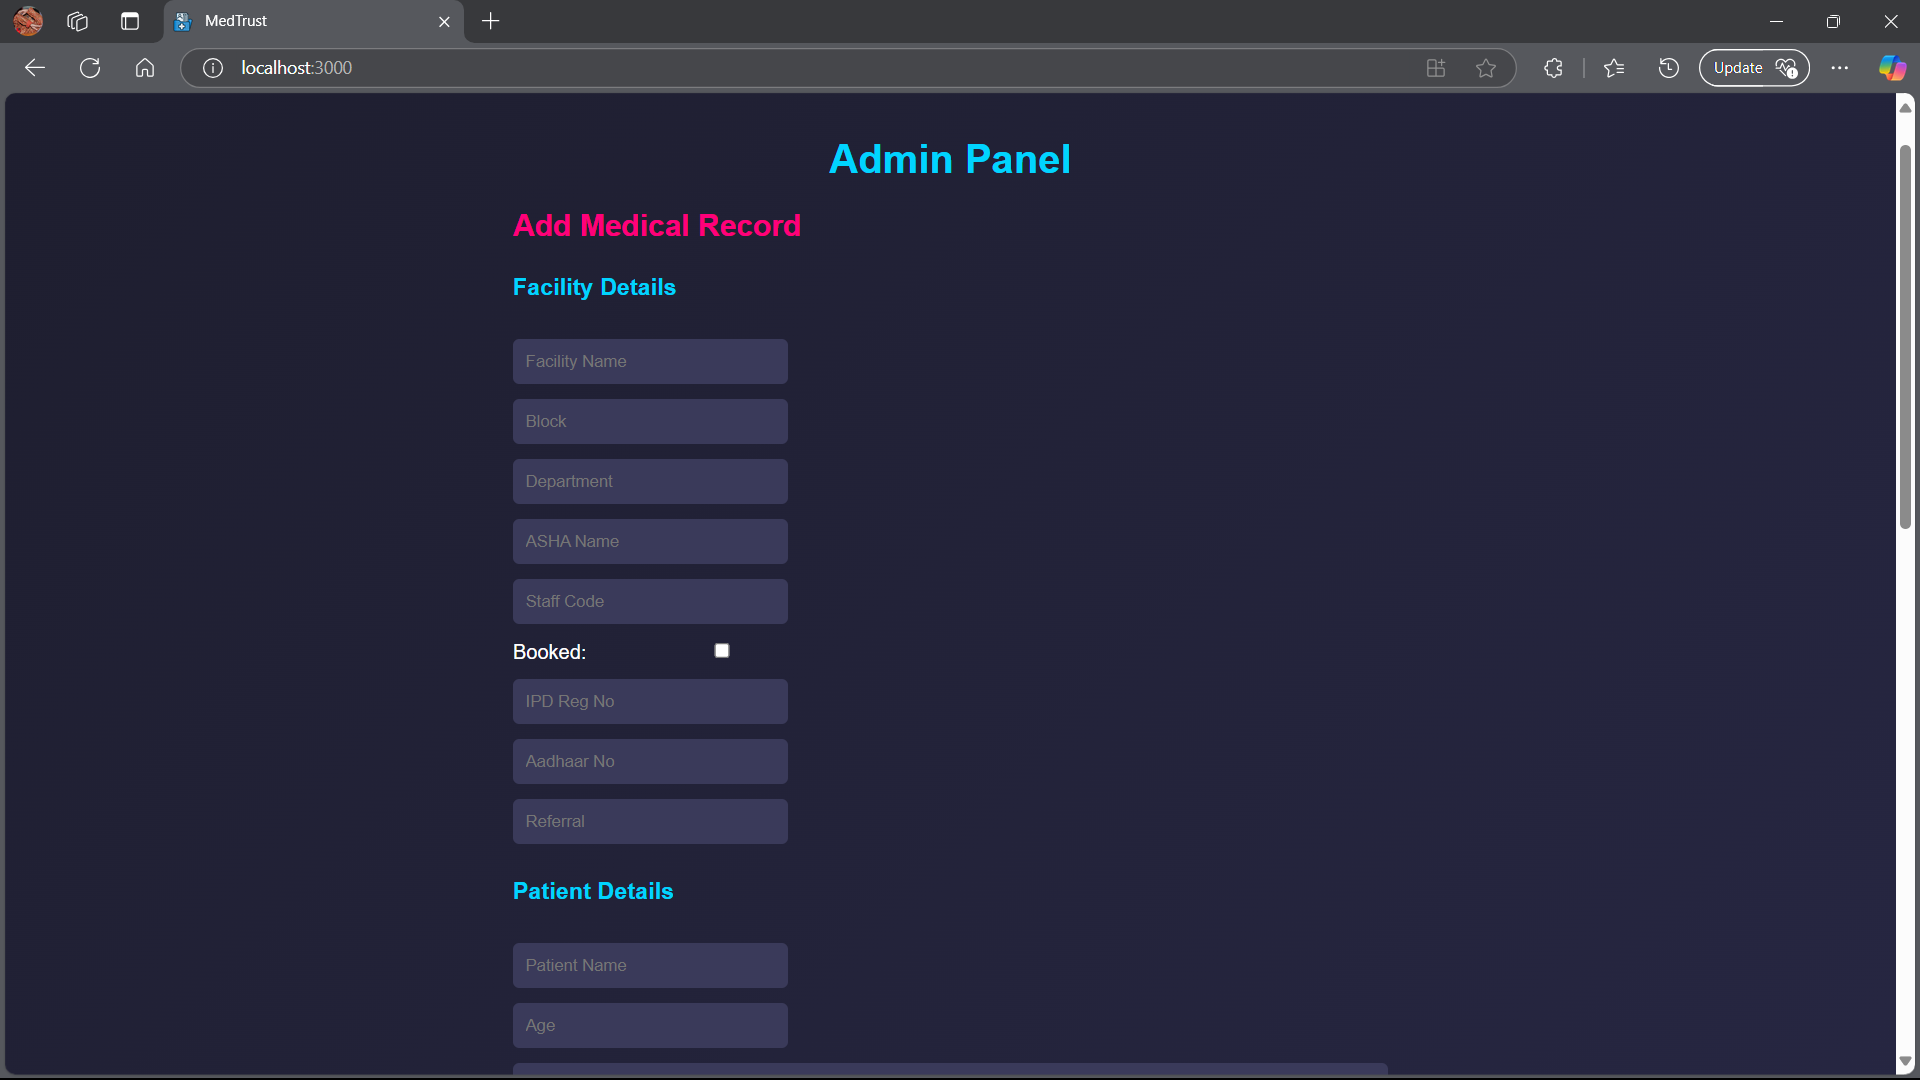 MedTrust
localhost:3000
Update
Admin Panel
Add Medical Record
Facility Details
Facility Name
Block
Department
ASHA Name
Staff Code
Booked:
IPD Reg No
Aadhaar No
Referral
Patient Details
Patient Name
Age